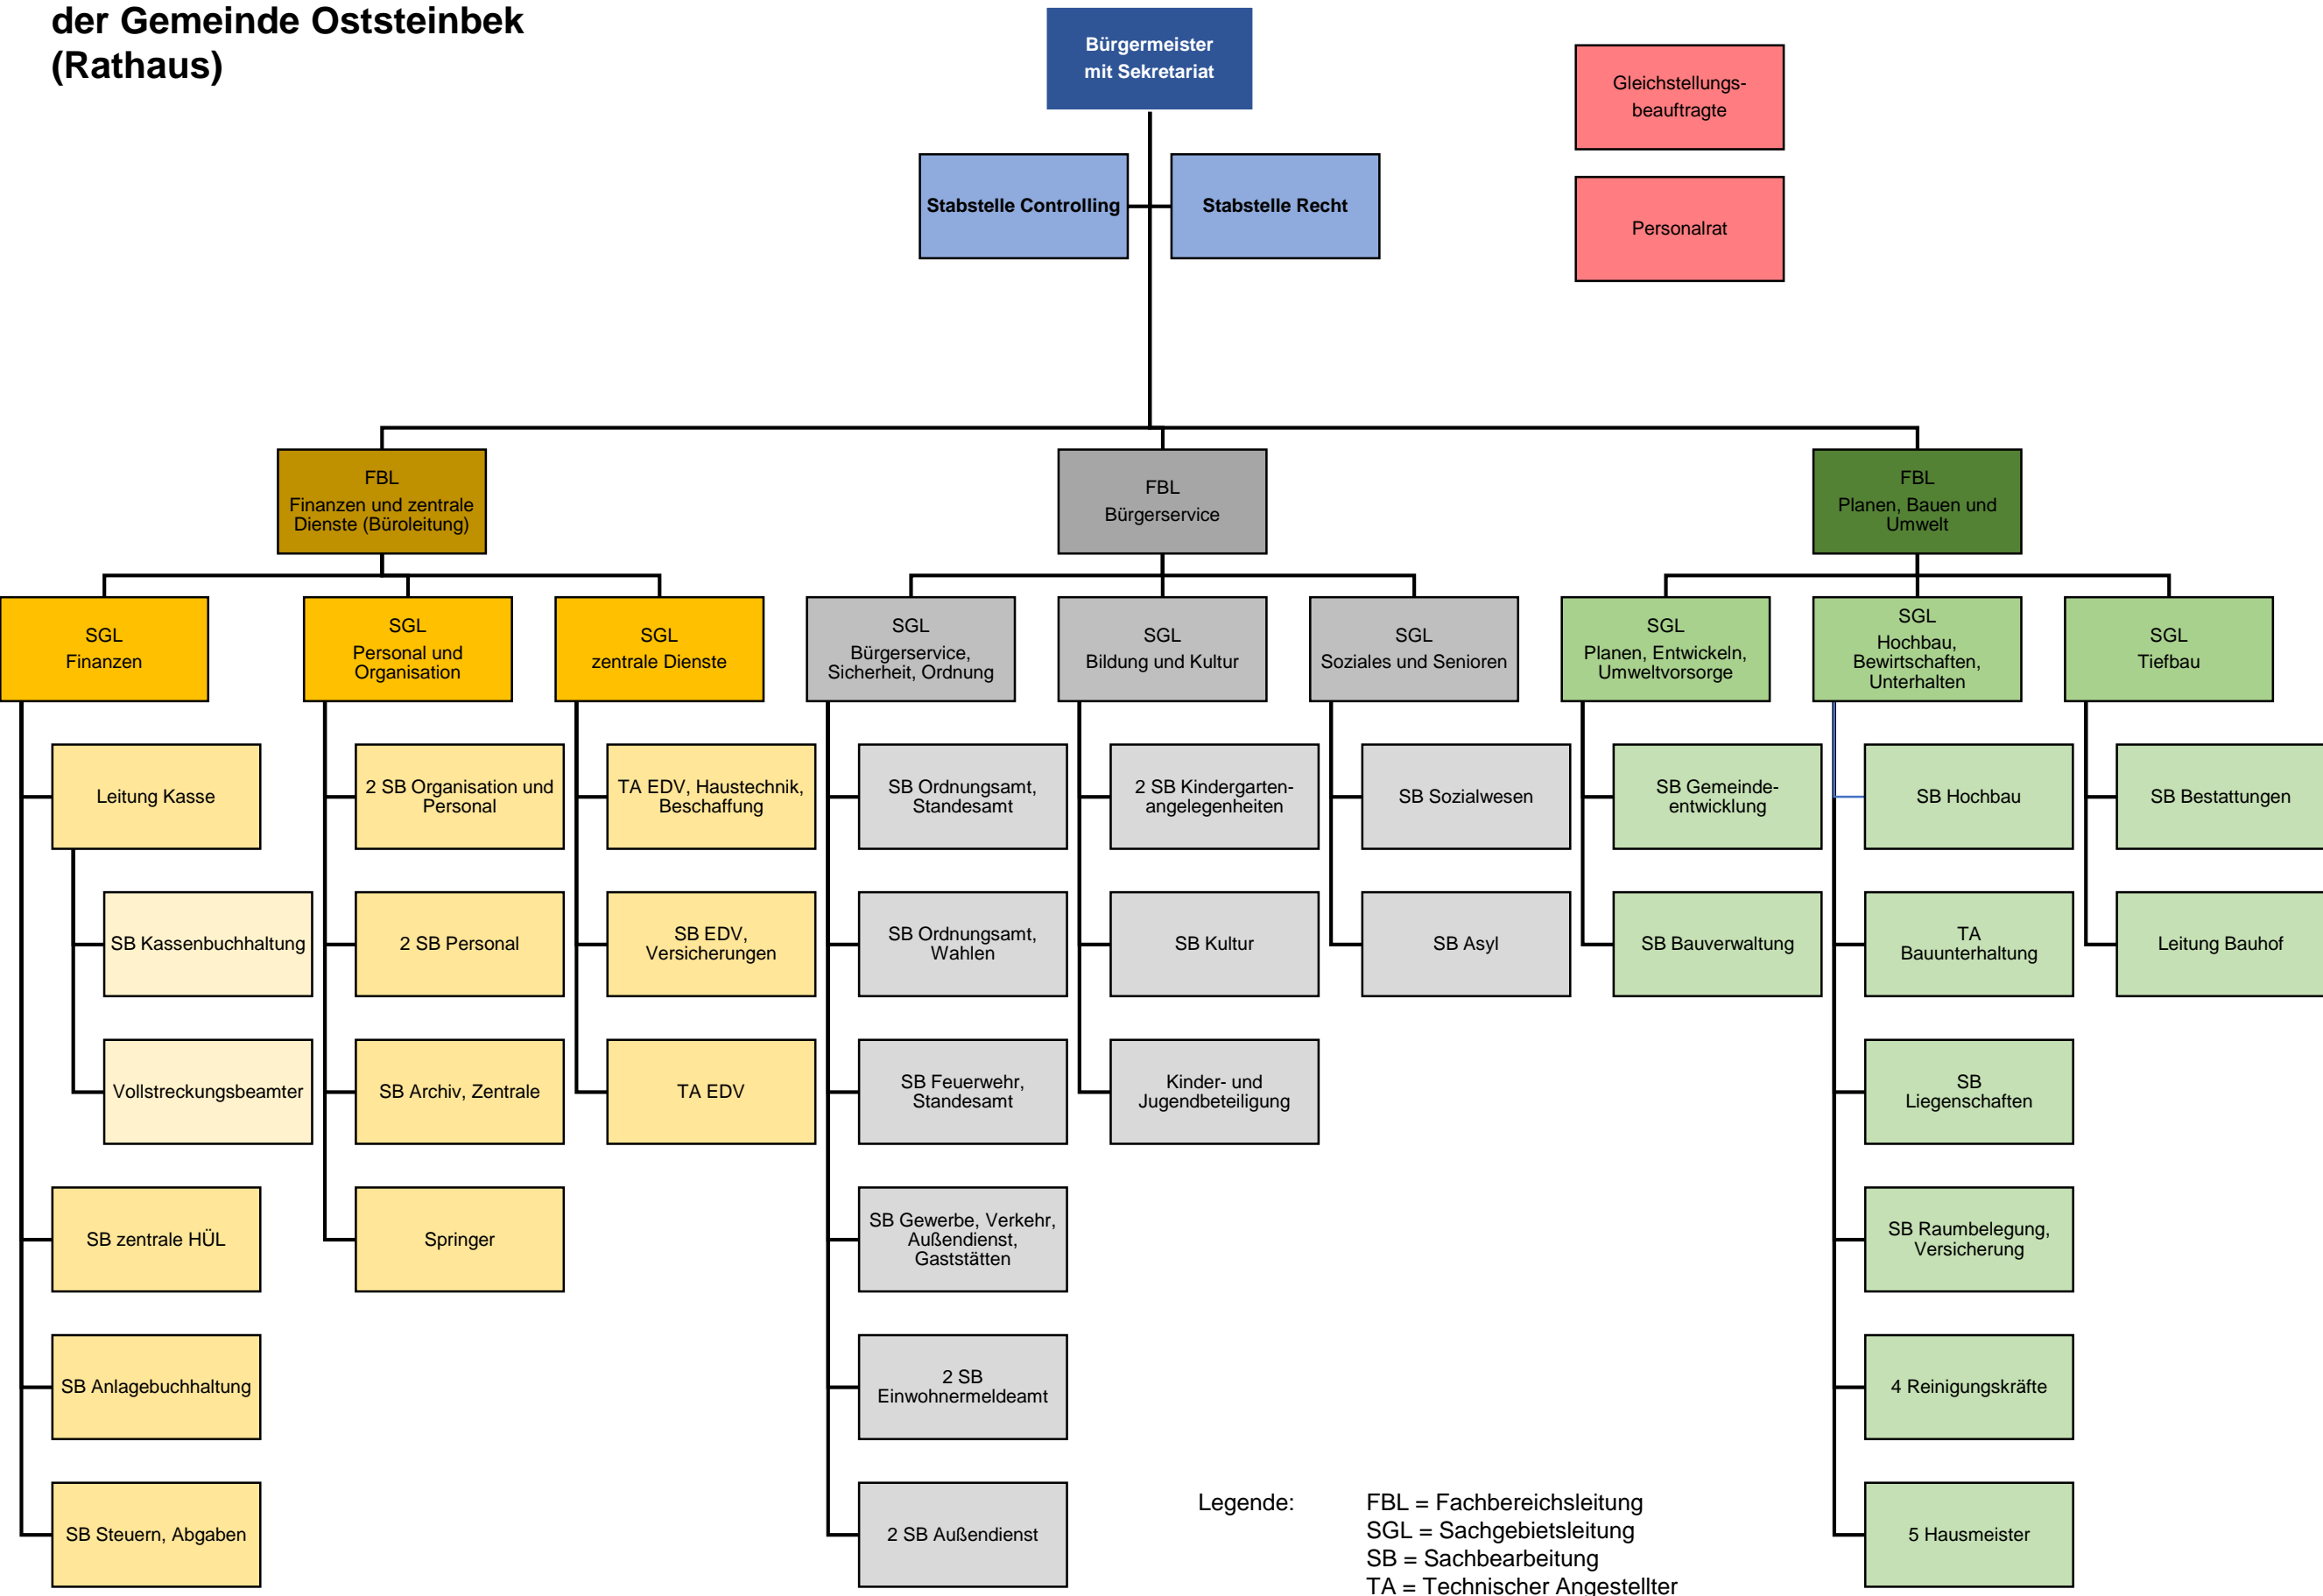 der Gemeinde Oststeinbek
(Rathaus)
Bürgermeister
mit Sekretariat
Gleichstellungs-
beauftragte
Stabstelle Controlling
Stabstelle Recht
Personalrat
FBL
Finanzen und zentrale
Dienste (Büroleitung)
FBL
Bürgerservice
FBL
Planen, Bauen und
Umwelt
SGL
Finanzen
SGL
Personal und
Organisation
SGL
zentrale Dienste
SGL
Bürgerservice,
Sicherheit, Ordnung
SGL
Bildung und Kultur
SGL
Soziales und Senioren
SGL
Planen, Entwickeln,
Umweltvorsorge
SGL
Hochbau,
Bewirtschaften,
Unterhalten
SGL
Tiefbau
Leitung Kasse
2 SB Organisation und
Personal
TA EDV, Haustechnik,
Beschaffung
SB Ordnungsamt,
Standesamt
2 SB Kindergarten-
angelegenheiten
SB Sozialwesen
SB Gemeinde-
entwicklung
SB Hochbau
SB Bestattungen
SB Kassenbuchhaltung
2 SB Personal
SB EDV,
Versicherungen
SB Ordnungsamt,
Wahlen
SB Kultur
SB Asyl
SB Bauverwaltung
TA
Bauunterhaltung
Leitung Bauhof
Vollstreckungsbeamter
SB Archiv, Zentrale
TA EDV
SB Feuerwehr,
Standesamt
Kinder- und
Jugendbeteiligung
SB
Liegenschaften
SB zentrale HÜL
Springer
SB Gewerbe, Verkehr,
Außendienst,
Gaststätten
SB Raumbelegung,
Versicherung
SB Anlagebuchhaltung
2 SB
Einwohnermeldeamt
4 Reinigungskräfte
SB Steuern, Abgaben
2 SB Außendienst
5 Hausmeister
Legende:
FBL = Fachbereichsleitung
SGL = Sachgebietsleitung
SB = Sachbearbeitung
TA = Technischer Angestellter